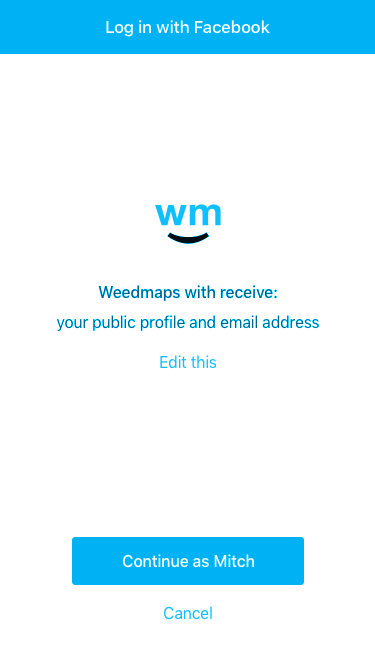 Log in with Facebook
wm
Weedmaps with receive:
your public profile and email address
Edit this
Continue as Mitch
Cancel